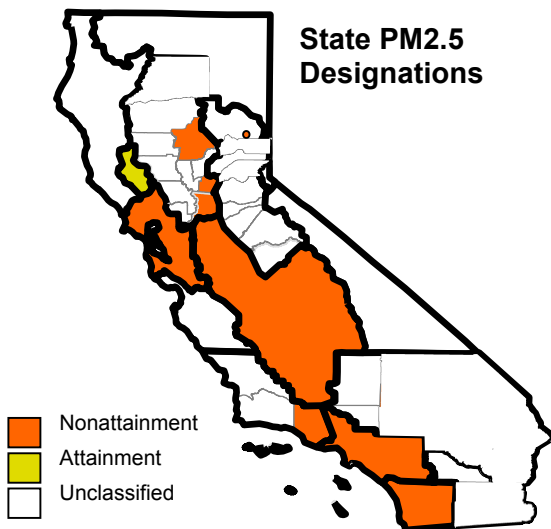 State PM2.5
Designations
Nonattainment
Attainment
Unclassified